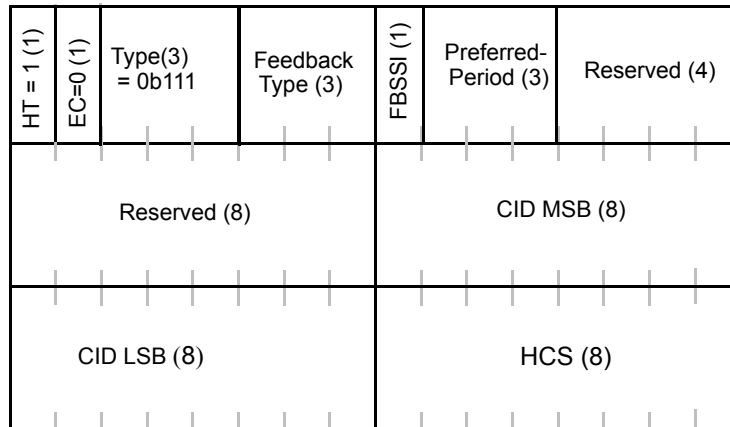 HT = 1 (1)
EC=0 (1)
Type(3)
= 0b111
Feedback
Type (3)
FBSSI (1)
Preferred-
Period (3)
Reserved (4)
Reserved (8)
CID MSB (8)
CID LSB (8)
HCS (8)